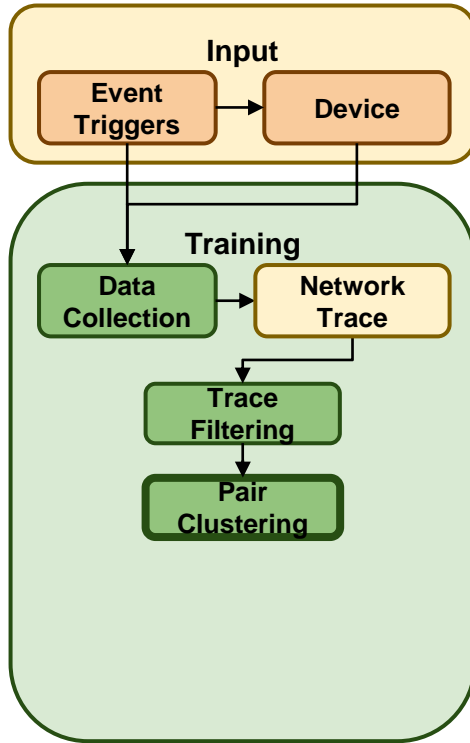 Input
Event
Triggers
Device
Training
Data
Collection
Network
Trace
Trace
Filtering
Pair
Clustering